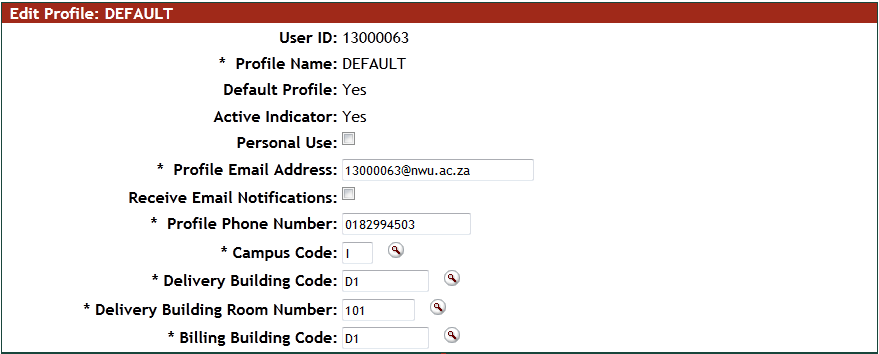 Edit Profile: DEFAULT
User ID: 13000063
* Profile Name: DEFAULT
Default Profile: Yes
Active Indicator: Yes
Personal Use:
* Profile Email Address: 13000063@nwu.ac.za
Receive Email Notifications:
* Profile Phone Number: 0182994503
* Campus Code: I
* Delivery Building Code: D1
* Delivery Building Room Number: 101
* Billing Building Code: D1